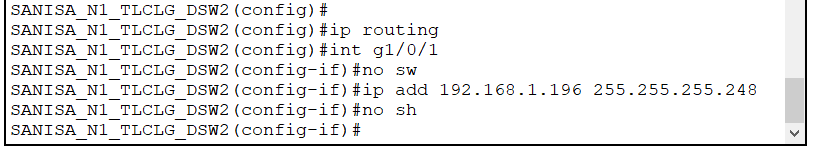 SANISA_N1_TLCLG_DSW2(config)#
SANISA_N1_TLCLG_DSW2(config)#ip routing
SANISA_N1_TLCLG_DSW2(config)#int g1/0/1
SANISA_N1_TLCLG_DSW2(config-if)#no sw
SANISA_N1_TLCLG_DSW2(config-if)#ip add 192.168.1.196 255.255.255.248
SANISA_N1_TLCLG_DSW2(config-if)#no sh
SANISA_N1_TLCLG_DSW2(config-if)#